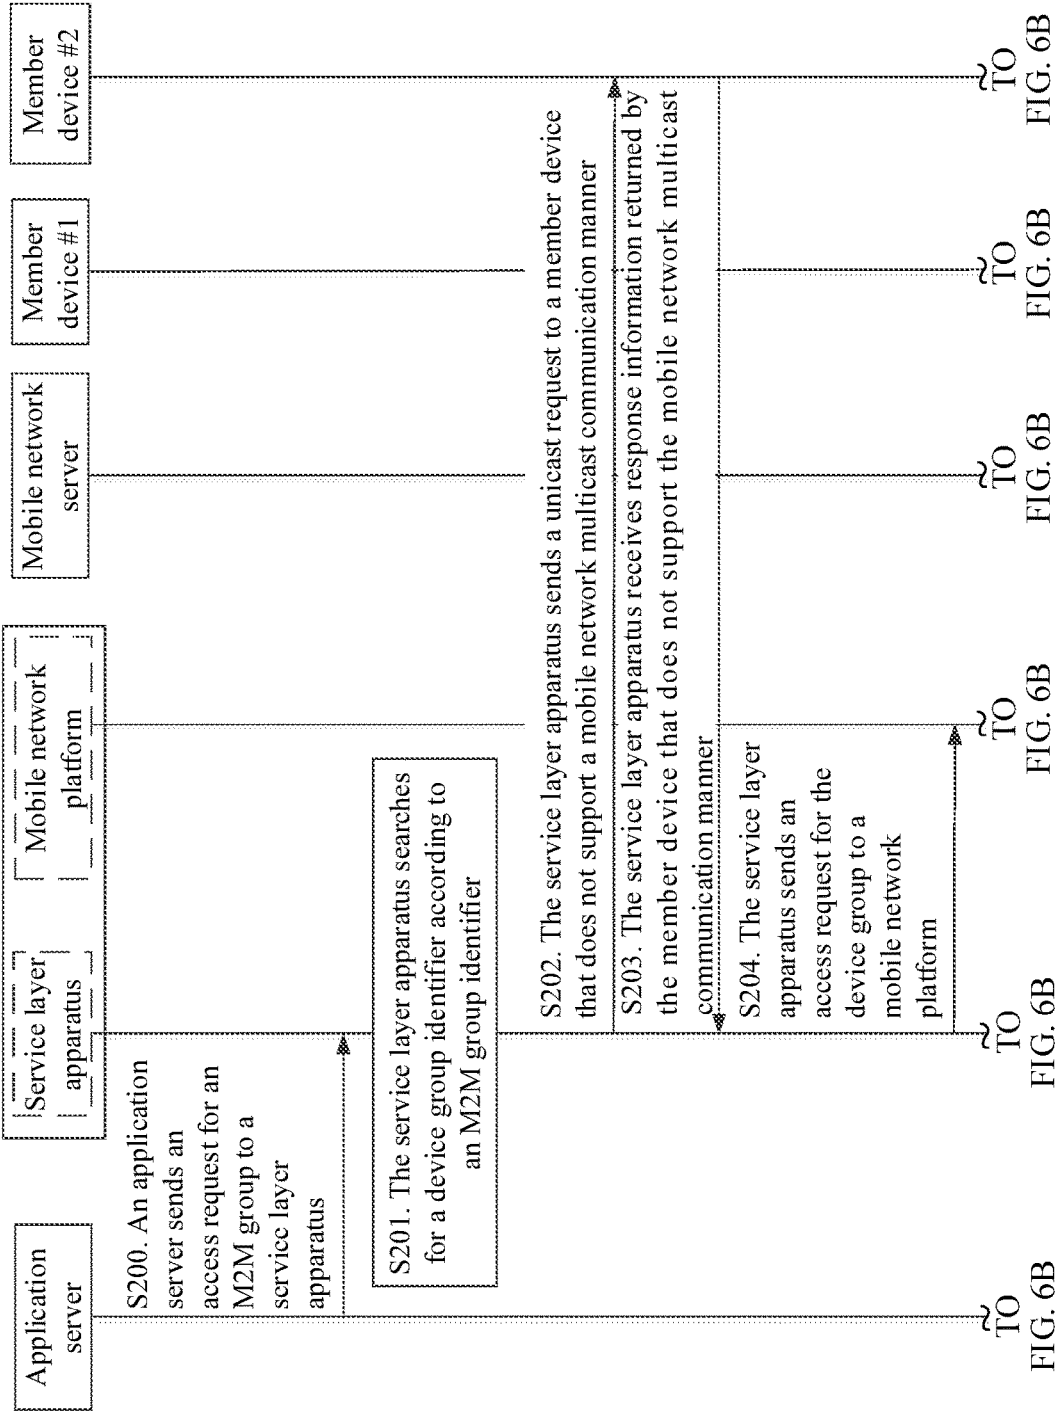 Application
server
Service layer
apparatus
Mobile network
platform
Mobile network
server
Member
device #1
Member
device #2
S200. An application
server sends an
access request for an
M2M group to a
service layer
apparatus
S201. The service layer apparatus searches
for a device group identifier according to
an M2M group identifier
S202. The service layer apparatus sends a unicast request to a member device
that does not support a mobile network multicast communication manner
S203. The service layer apparatus receives response information returned by
the member device that does not support the mobile network multicast
communication manner
S204. The service layer
apparatus sends an
access request for the
device group to a
mobile network
platform
TO
FIG. 6B
TO
FIG. 6B
TO
FIG. 6B
TO
FIG. 6B
TO
FIG. 6B
TO
FIG. 6B